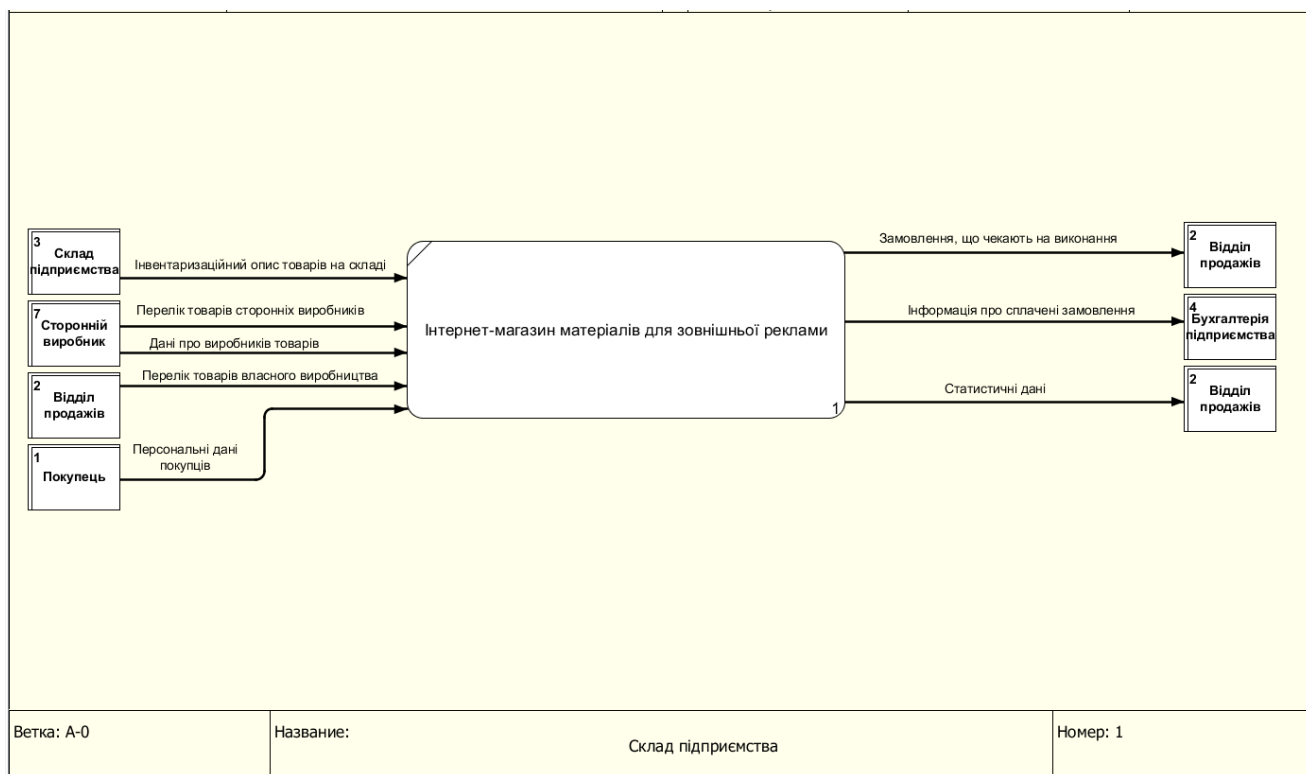 3
Склад
підприємства
Інвентаризаційний опис товарів на складі
7
Сторонній
виробник
Перелік товарів сторонніх виробників
Дані про виробників товарів
2
Відділ
продажів
Перелік товарів власного виробництва
1
Покупець
Персональні дані
покупців
Інтернет-магазин матеріалів для зовнішньої реклами
1
Замовлення, що чекають на виконання
2
Відділ
продажів
Інформація про сплачені замовлення
4
Бухгалтерія
підприємства
Статистичні дані
2
Відділ
продажів
Ветка: A-0
Название:
Склад підприємства
Номер: 1